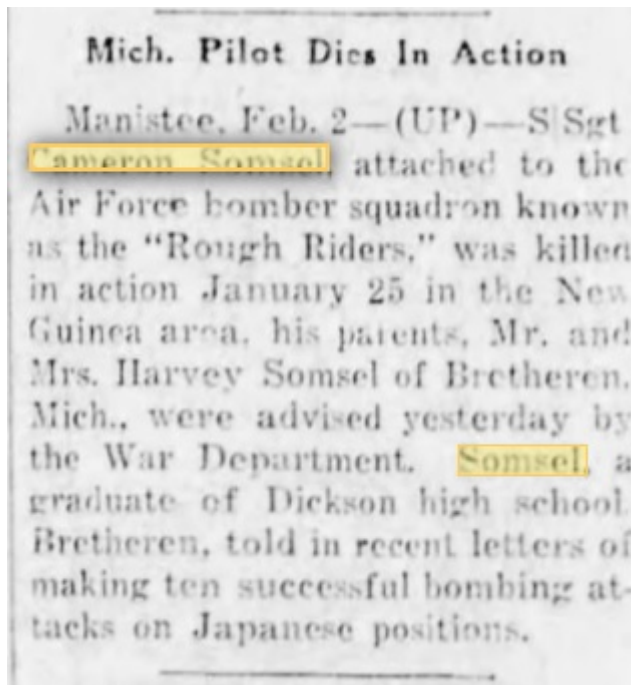 Mich. Pilot Dies In Action
Manistee, Feb. 2—(UP)—S|Sgt
Cameron Somsel, attached to the
Air Force bomber squadron known
as the "Rough Riders," was killed
in action January 25 in the New
Guinea area, his parents, Mr. and
Mrs. Harvey Somsel of Bretheren,
Mich., were advised yesterday by
the War Department. Somsel, a
graduate of Dickson high school,
Bretheren, told in recent letters of
making ten successful bombing at-
tacks on Japanese positions.